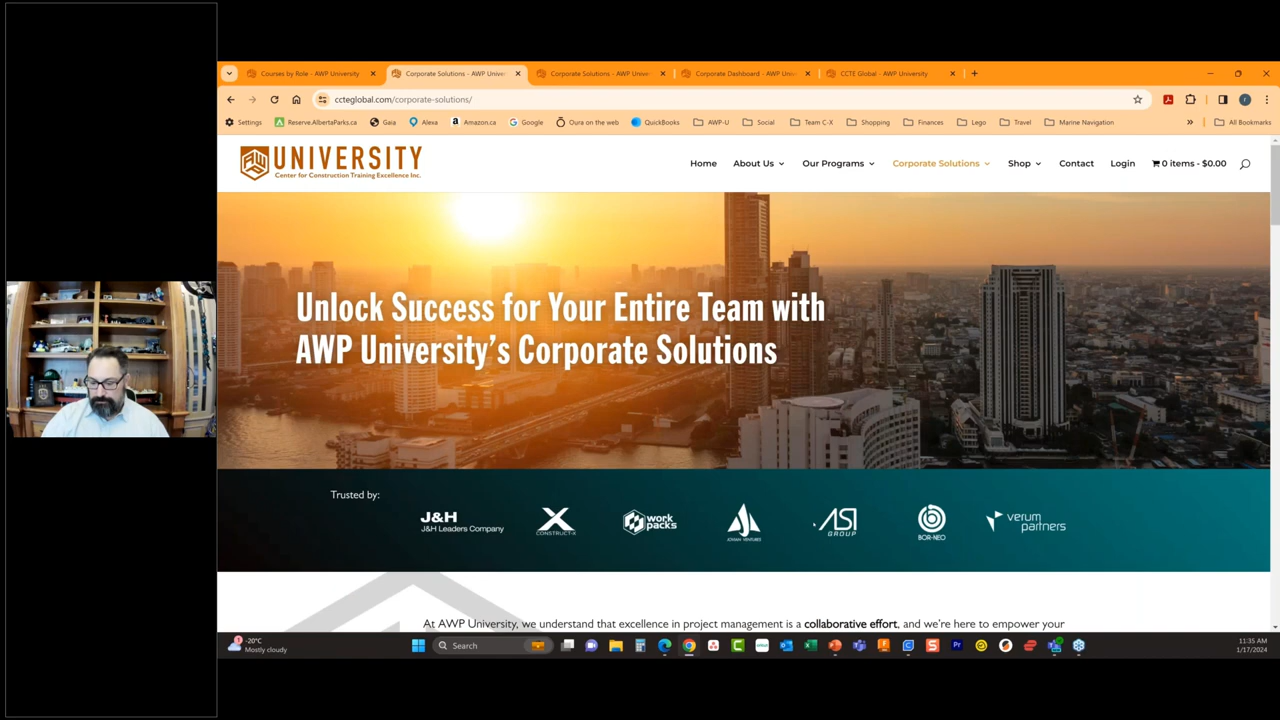 Courses by Role - AWP University
Corporate Solutions - AWP Unive
Corporate Solutions - AWP Unive
Corporate Dashboard - AWP Uni
CCTE Global - AWP University
ccteglobal.com/corporate-solutions/
Settings
Reserve.AlbertaParks.ca
Gaia
Alexa
Amazon.ca
Google
Oura on the web
QuickBooks
AWP-U
Social
Team C-X
Shopping
Finances
Lego
Travel
Marine Navigation
All Bookmarks
AW UNIVERSITY
Center for Construction Training Excellence Inc.
Home
About Us
Our Programs
Corporate Solutions
Shop
Contact
Login
0 items - $0.00
Unlock Success for Your Entire Team with
AWP University's Corporate Solutions
Trusted by:
J&H
J&H Leaders Company
X
CONSTRUCT-X
work
packs
JOVIAN VENTURES
ASI
GROUP
BOR-NEO
verum
partners
At AWP University, we understand that excellence in project management is a collaborative effort, and we're here to empower your
-20°C
Mostly cloudy
Search
11:35 AM
1/17/2024